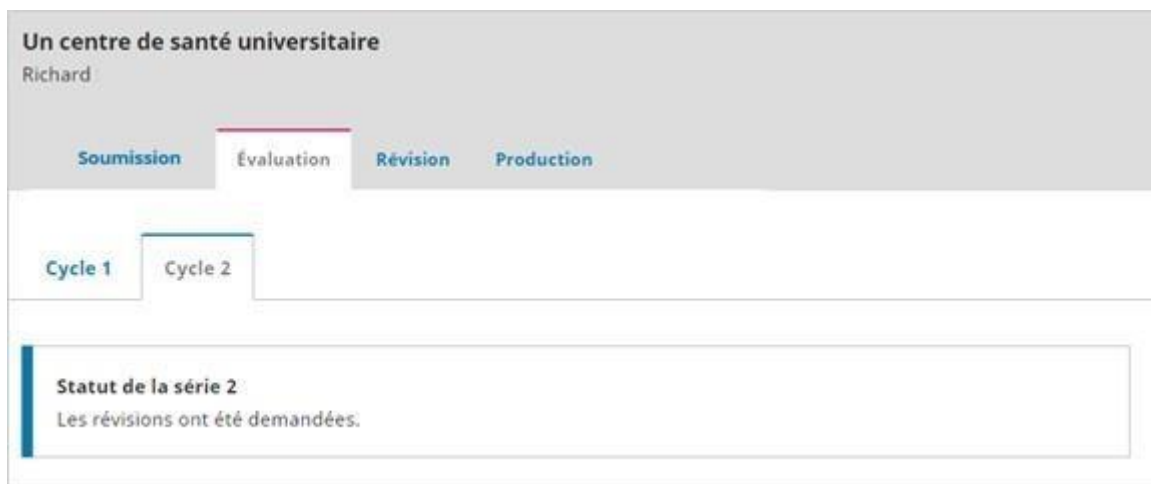 Un centre de santé universitaire
Richard
Soumission Évaluation Révision Production
Cycle 1 Cycle 2
Statut de la série 2
Les révisions ont été demandées.